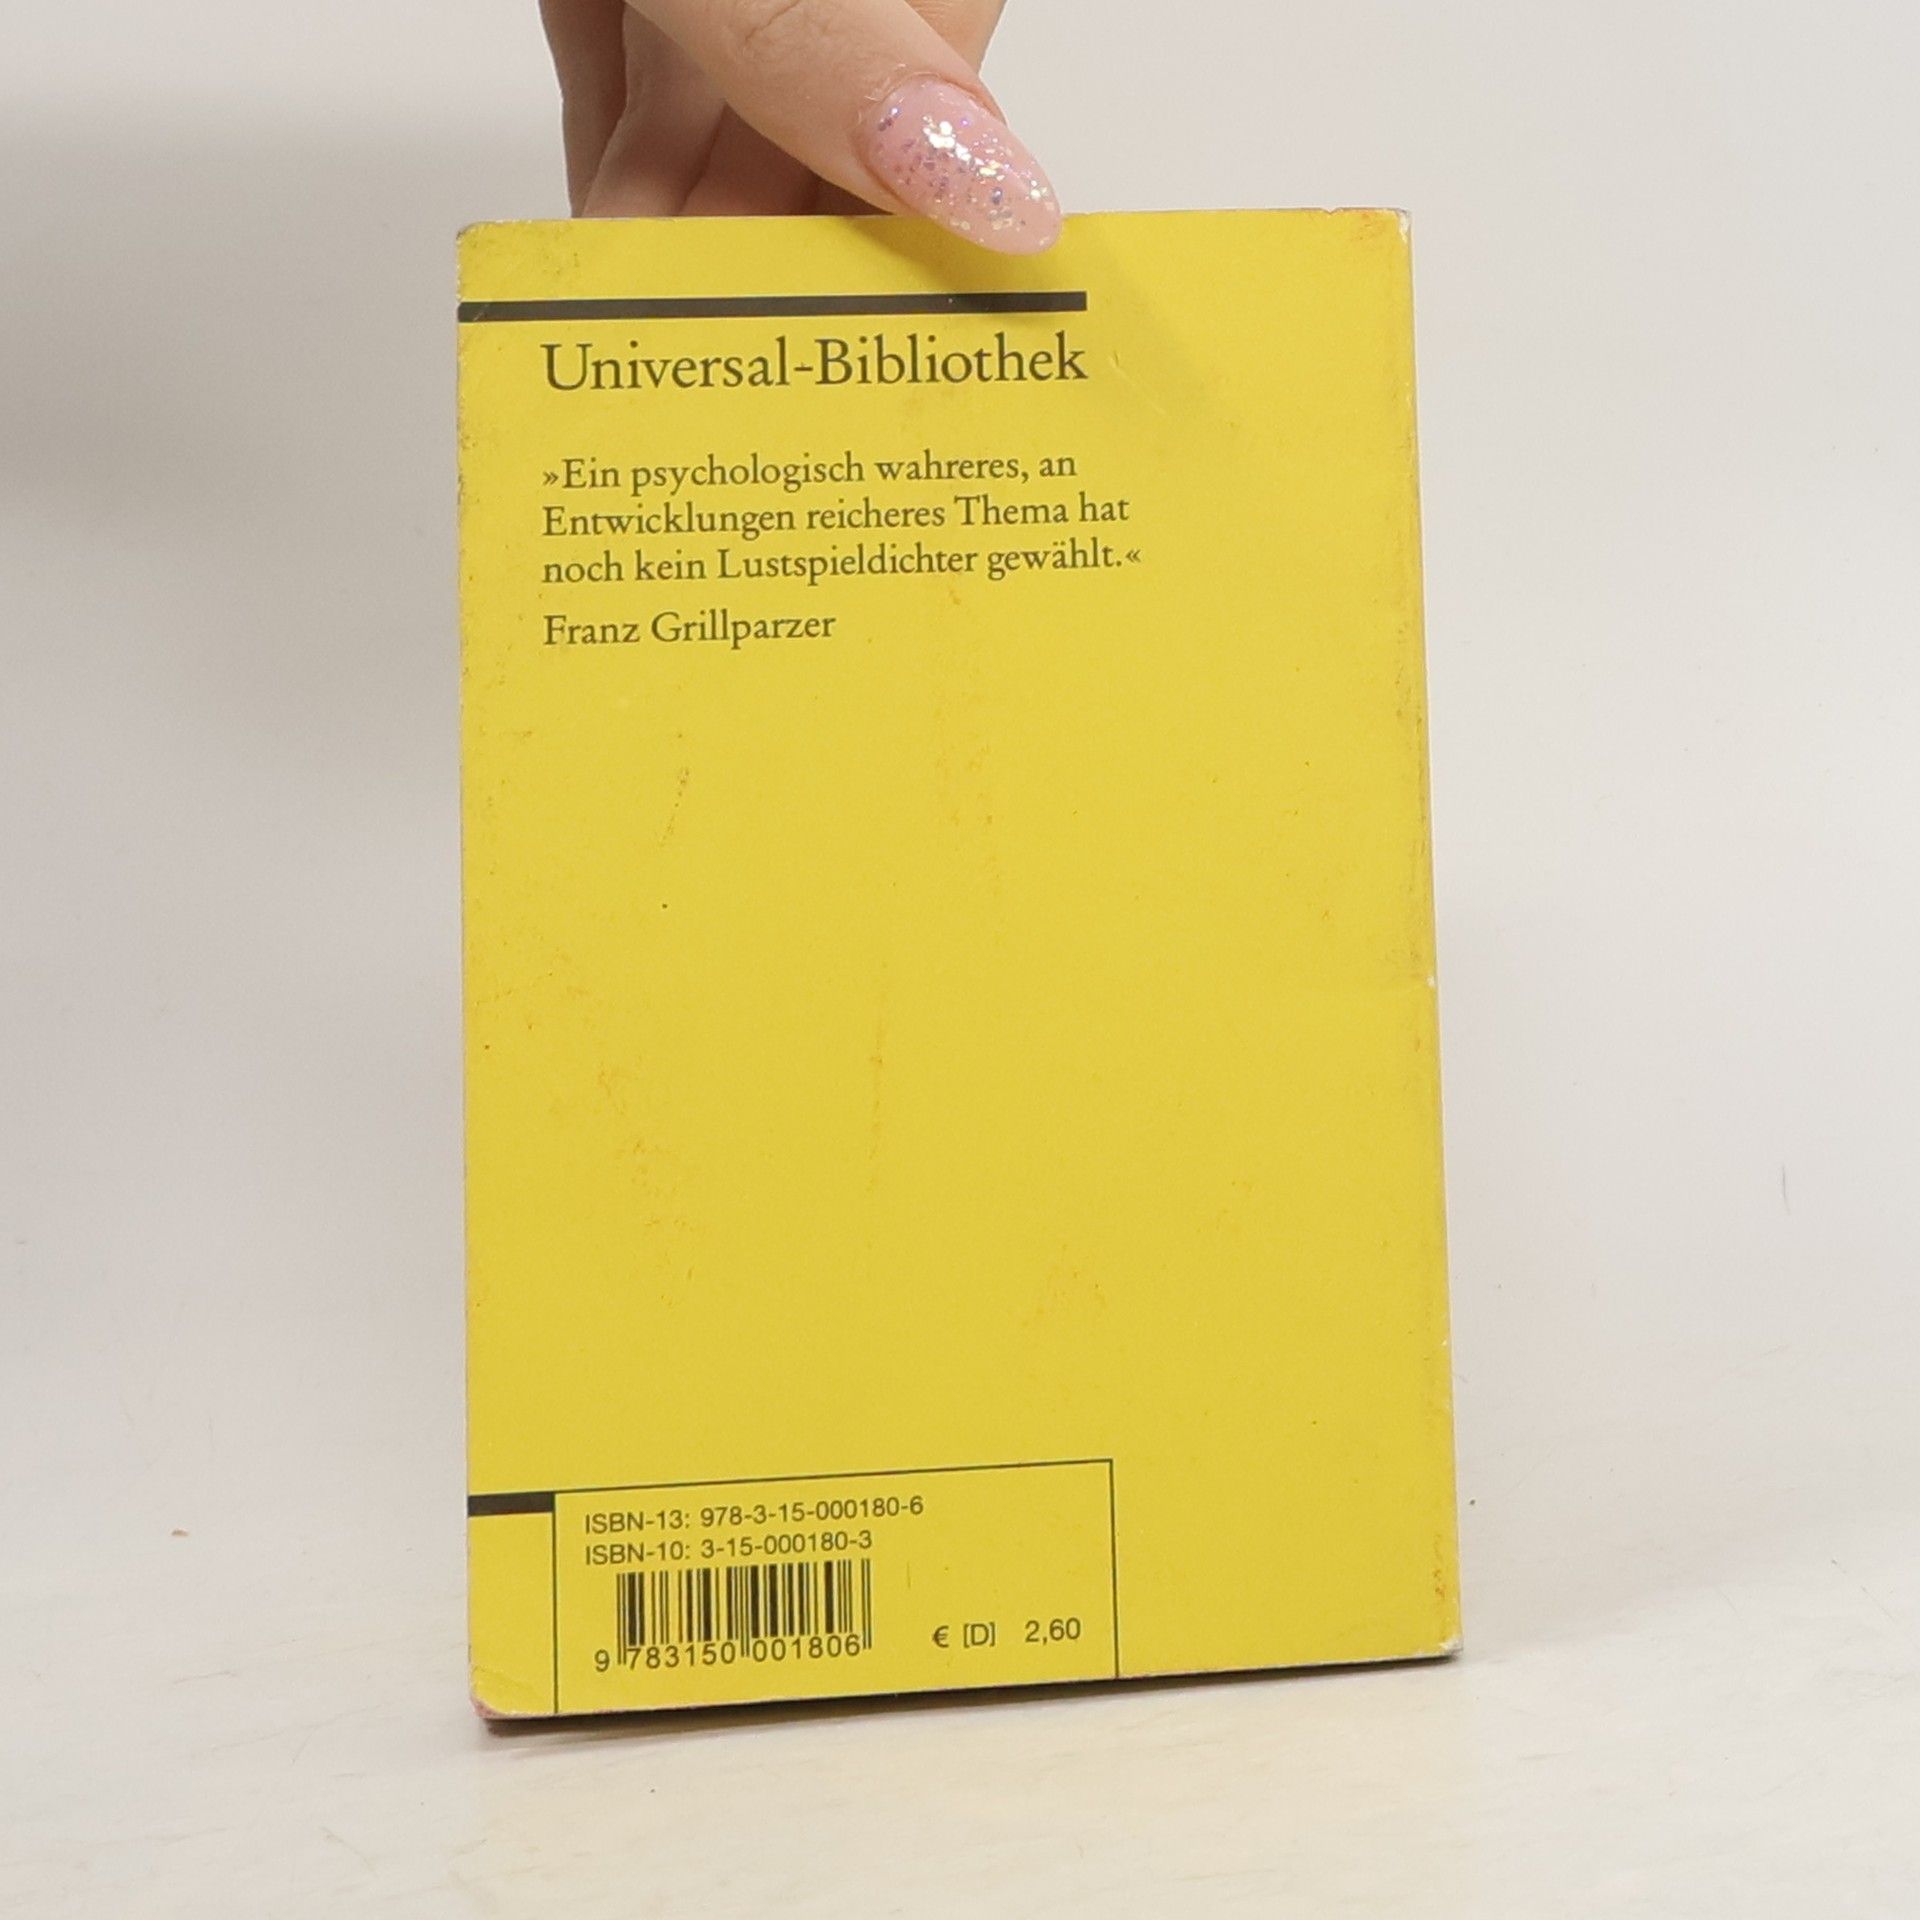 Universal-Bibliothek
»Ein psychologisch wahreres, an
Entwicklungen reicheres Thema hat
noch kein Lustspieldichter gewählt.«
Franz Grillparzer
ISBN-13: 978-3-15-000180-6
ISBN-10: 3-15-000180-3
9 783150 001806
€ [D] 2,60